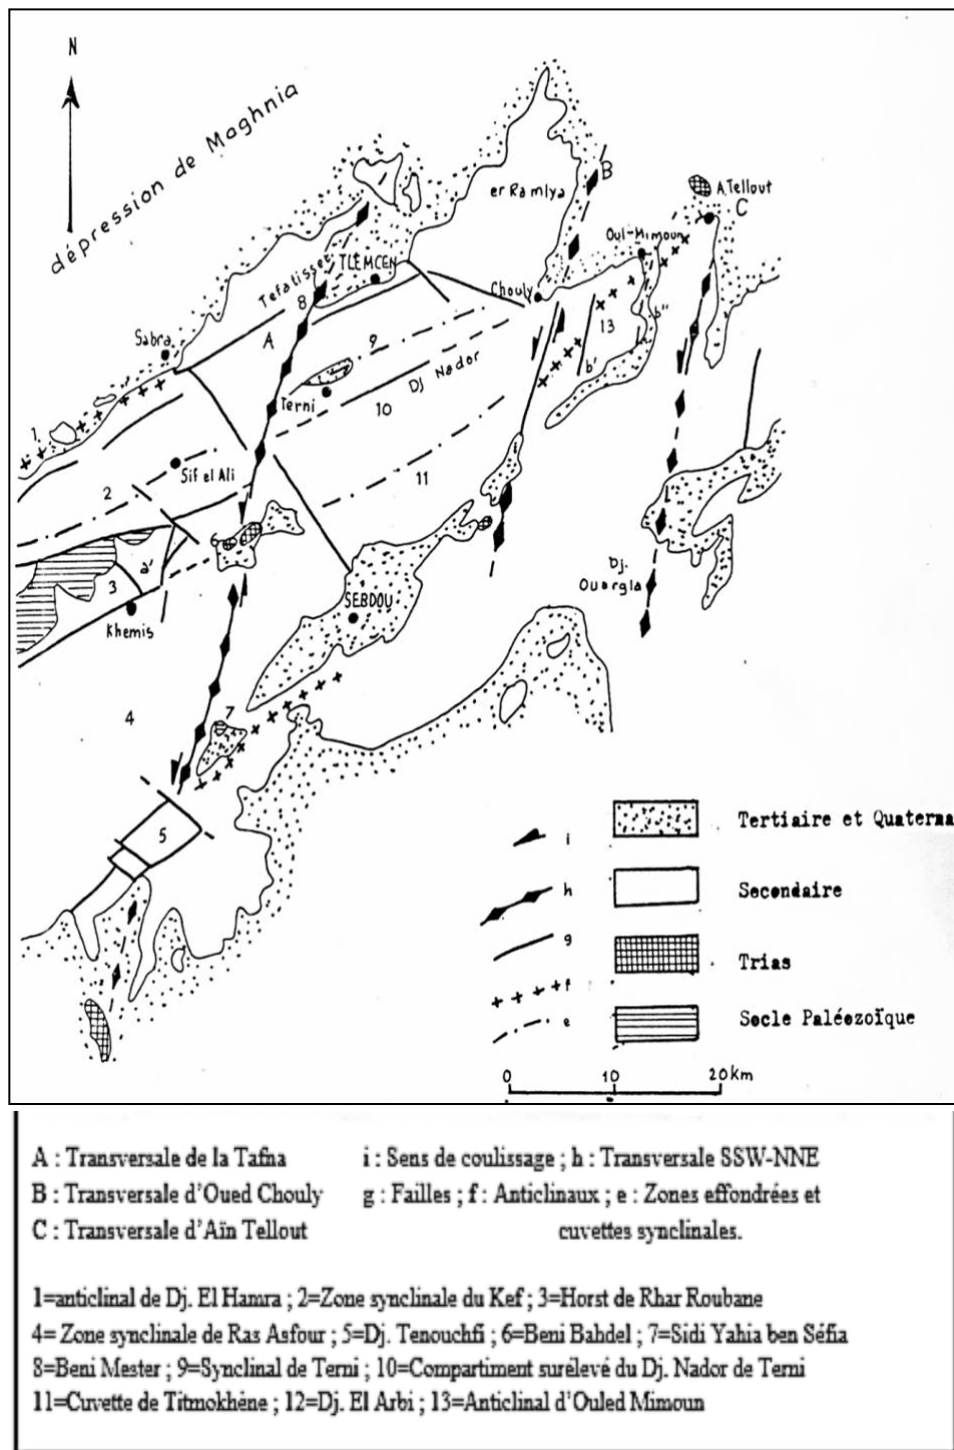 N
dépression de Maghnia
er Ramlya
B
A.Tellout
C
Oul-Mimoun
TLEMCEN
Tefatisset
8
Chouly
13
b"
b'
Sabra
A
9
Dj Nador
Terni
10
1
Sif el Ali
11
2
6
a'
3
Khemis
SEBDOU
Dj.
Ouargla
4
7
5
i
h
g
f
e
Tertiaire et Quaterna
Secondaire
Trias
Socle Paléozoïque
0 10 20 km
A : Transversale de la Tafna i : Sens de coulissage ; h : Transversale SSW-NNE
B : Transversale d'Oued Chouly g : Failles ; f : Anticlinaux ; e : Zones effondrées et
C : Transversale d'Aïn Tellout cuvettes synclinales.
1=anticlinal de Dj. El Hamra ; 2=Zone synclinale du Kef ; 3=Horst de Rhar Roubane
4= Zone synclinale de Ras Asfour ; 5=Dj. Tenouchfi ; 6=Beni Bahdel ; 7=Sidi Yahia ben Séfia
8=Beni Mester ; 9=Synclinal de Terni ; 10=Compartiment surélevé du Dj. Nador de Terni
11=Cuvette de Titmokhène ; 12=Dj. El Arbi ; 13=Anticlinal d'Ouled Mimoun